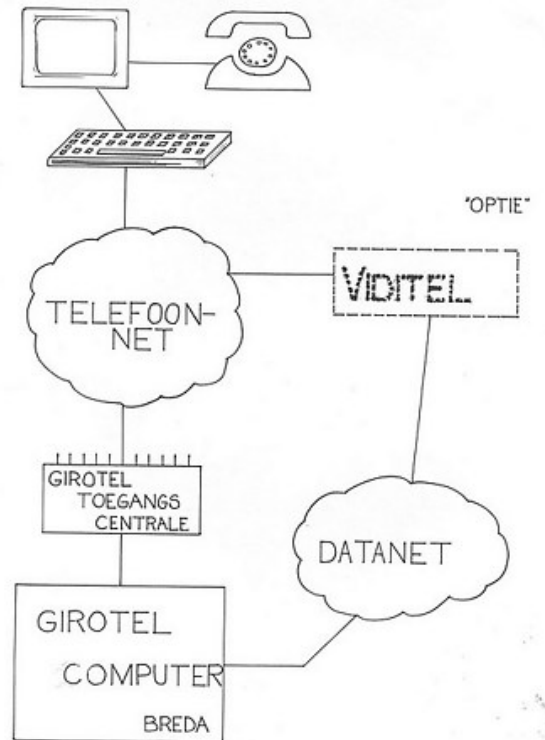 "OPTIE"
VIDITEL
TELEFOON-
NET
GIROTEL
TOEGANGS
CENTRALE
DATANET
GIROTEL
COMPUTER
BREDA